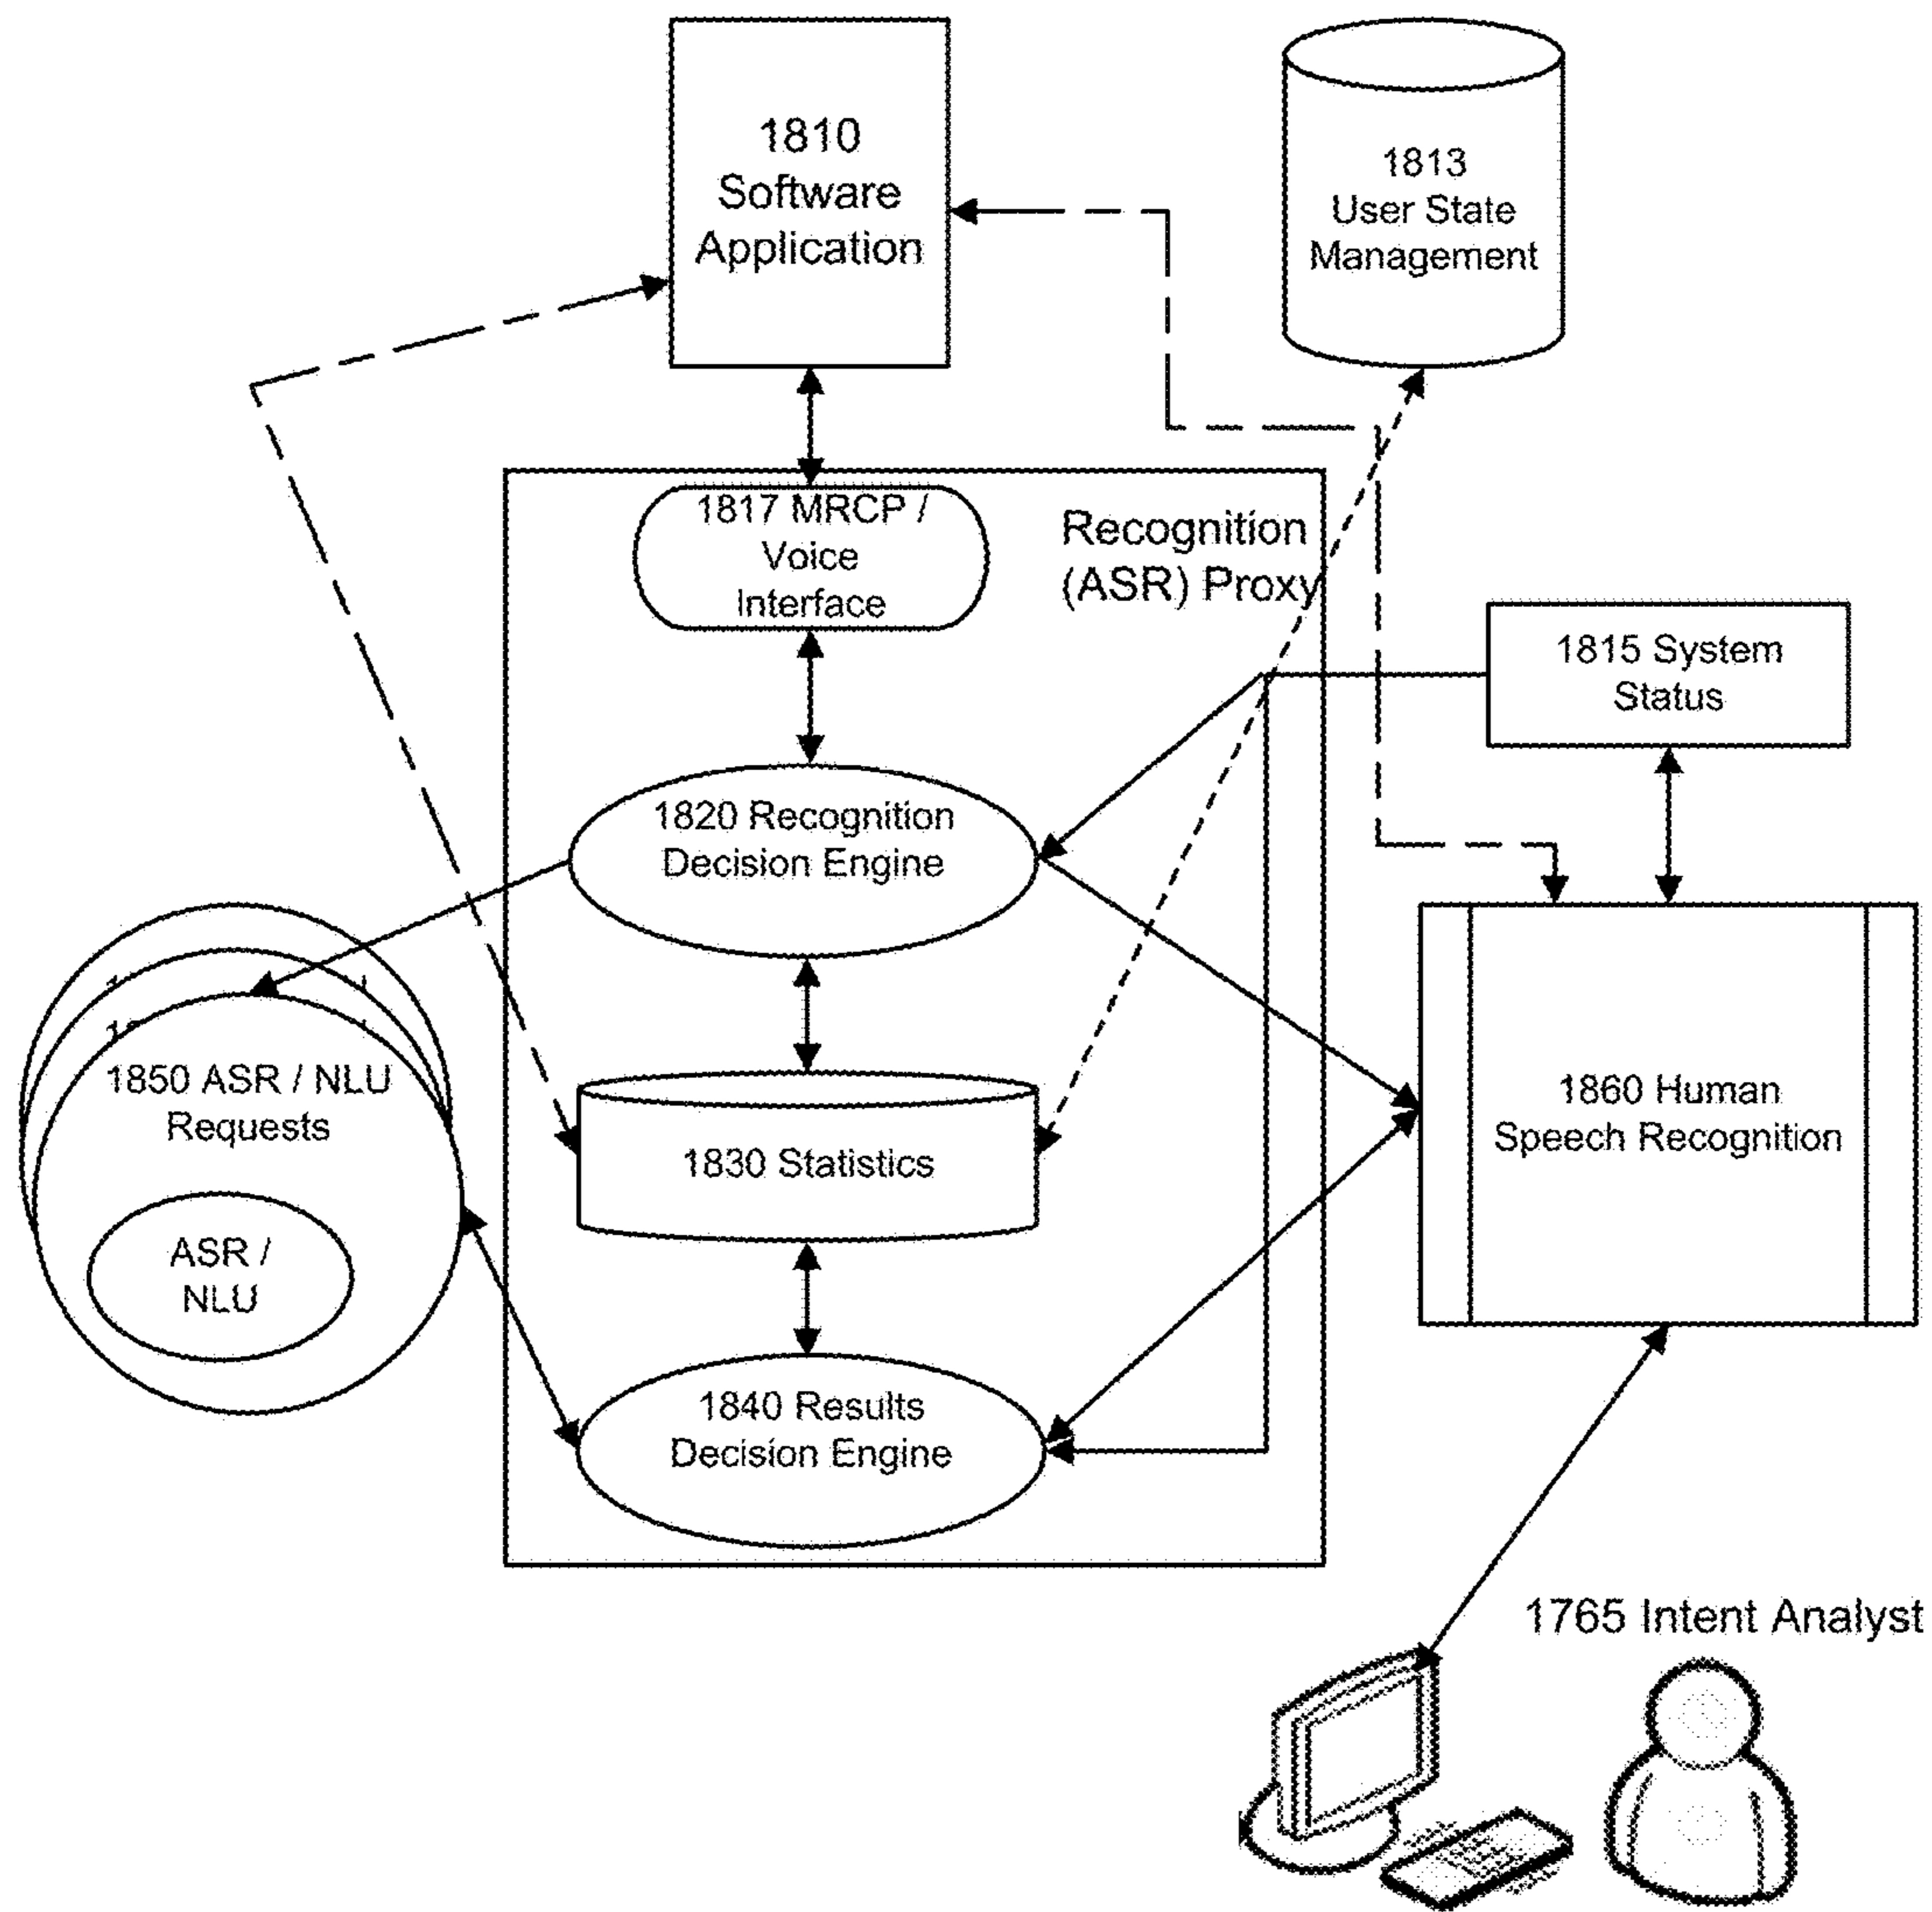 1810
Software
Application
1813
User State
Management
1817 MRCP /
Voice
Interface
Recognition
(ASR) Proxy
1815 System
Status
1820 Recognition
Decision Engine
1850 ASR / NLU
Requests
ASR /
NLU
1830 Statistics
1860 Human
Speech Recognition
1840 Results
Decision Engine
1765 Intent Analyst